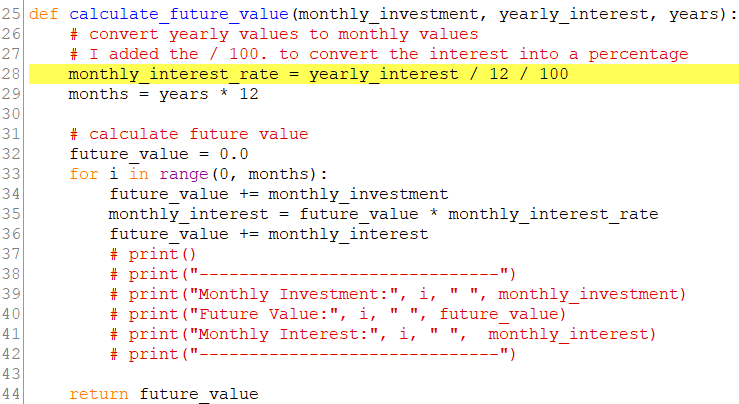 25 def calculate_future_value(monthly_investment, yearly_interest, years):
26     # convert yearly values to monthly values
27     # I added the / 100. to convert the interest into a percentage
28     monthly_interest_rate = yearly_interest / 12 / 100
29     months = years * 12
30
31     # calculate future value
32     future_value = 0.0
33     for i in range(0, months):
34         future_value += monthly_investment
35         monthly_interest = future_value * monthly_interest_rate
36         future_value += monthly_interest
37         # print()
38         # print("------------------------------")
39         # print("Monthly Investment:", i, " ", monthly_investment)
40         # print("Future Value:", i, " ", future_value)
41         # print("Monthly Interest:", i, " ",  monthly_interest)
42         # print("------------------------------")
43
44     return future_value